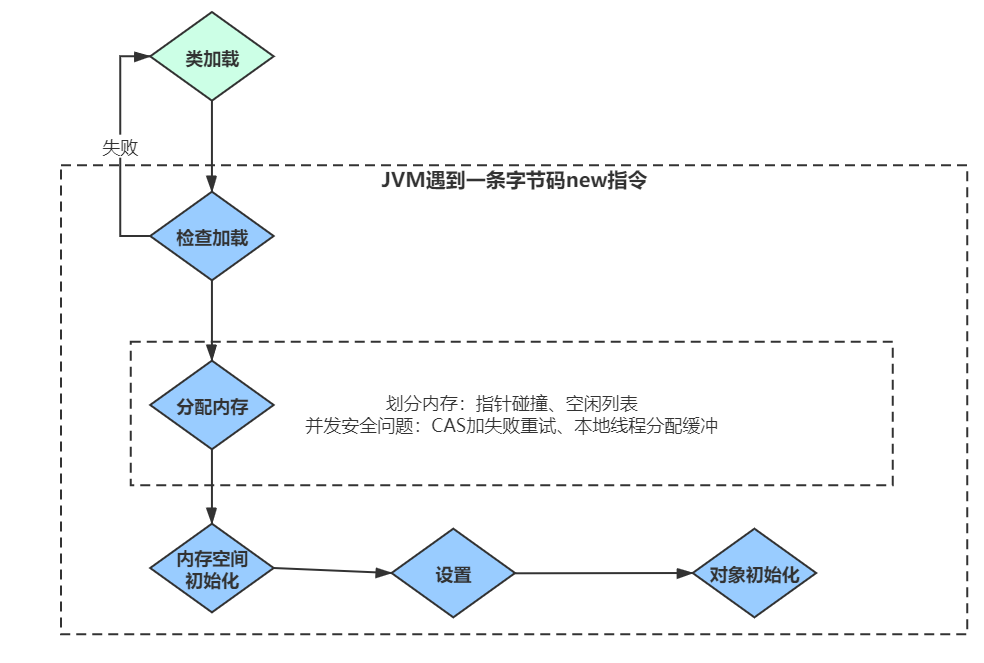 类加载
失败
JVM遇到一条字节码new指令
检查加载
分配内存
划分内存：指针碰撞、空闲列表
并发安全问题：CAS加失败重试、本地线程分配缓冲
内存空间
初始化
设置
对象初始化